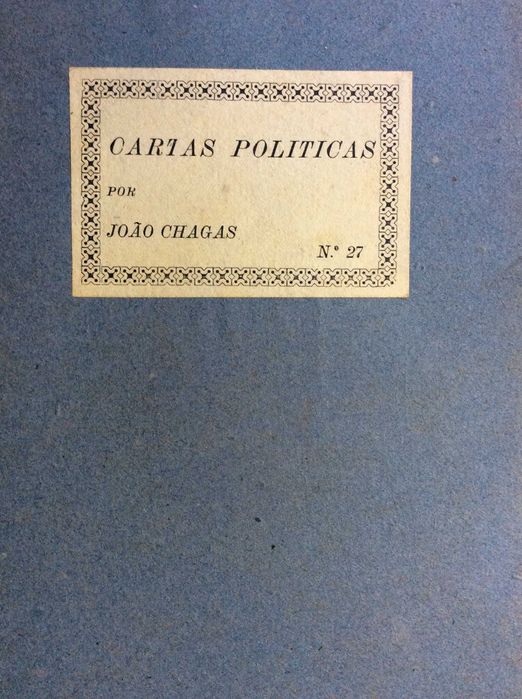 CARTAS POLITICAS
POR
JOÃO CHAGAS
N.º 27